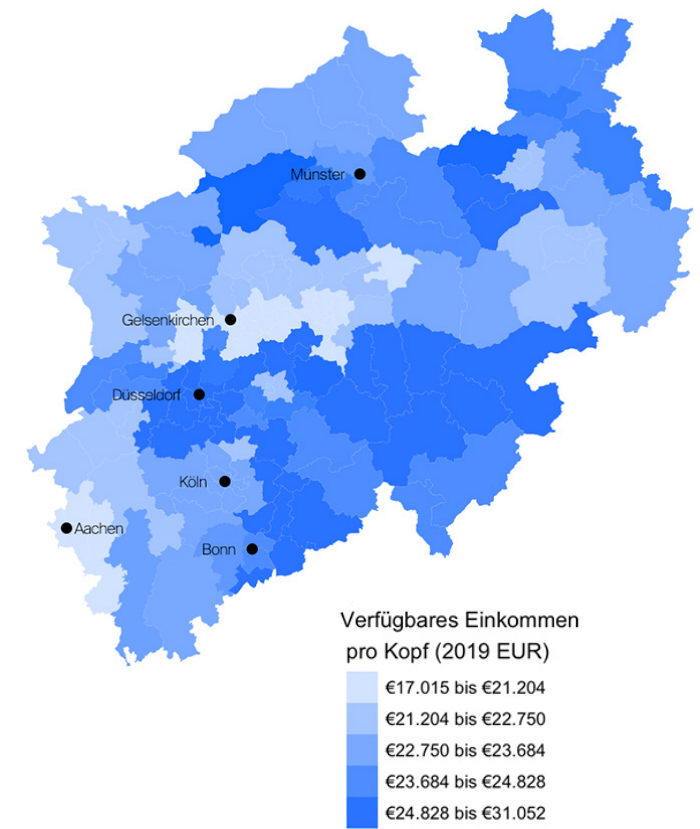 Münster
Gelsenkirchen
Düsseldorf
Köln
Aachen
Bonn
Verfügbares Einkommen
pro Kopf (2019 EUR)
€17.015 bis €21.204
€21.204 bis €22.750
€22.750 bis €23.684
€23.684 bis €24.828
€24.828 bis €31.052